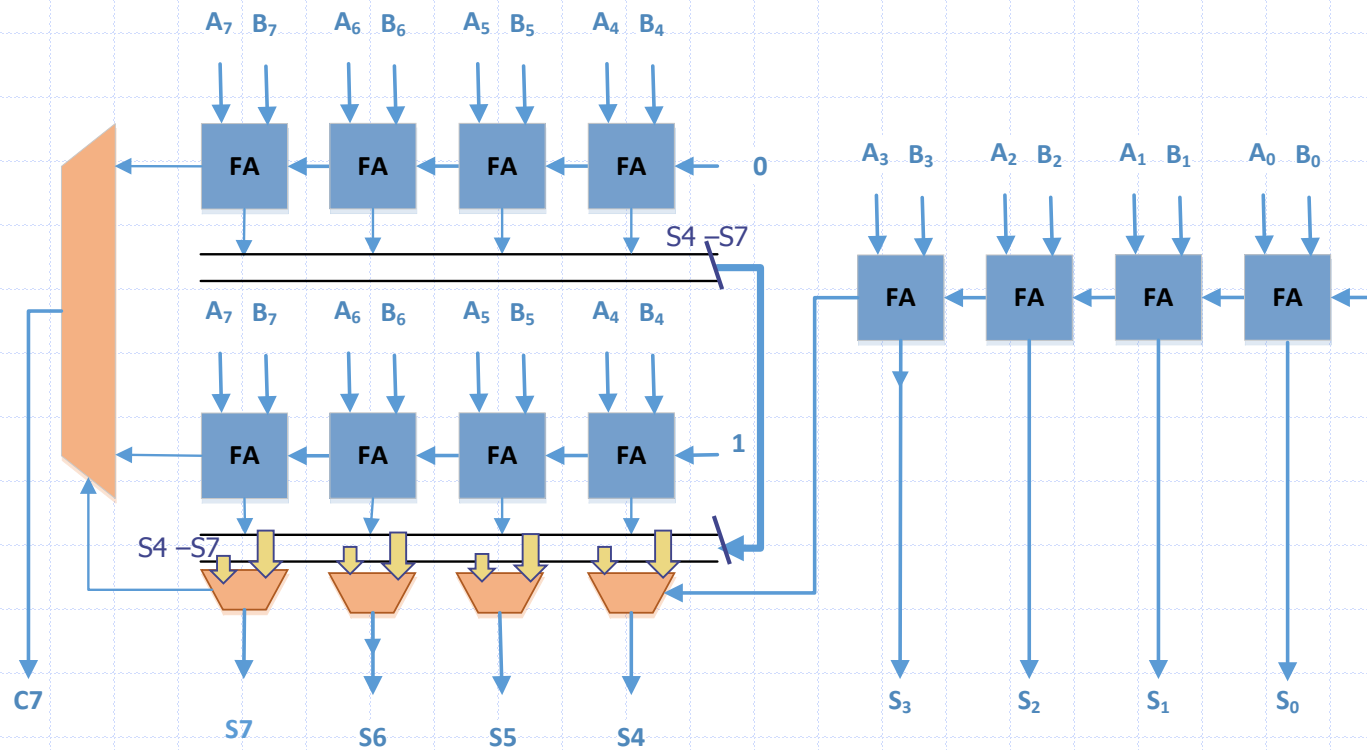 A₇ B₇ A₆ B₆ A₅ B₅ A₄ B₄
FA FA FA FA 0
A₃ B₃ A₂ B₂ A₁ B₁ A₀ B₀
S4 –S7
FA FA FA FA
A₇ B₇ A₆ B₆ A₅ B₅ A₄ B₄
FA FA FA FA 1
S4 –S7
C7 S7 S6 S5 S4 S₃ S₂ S₁ S₀